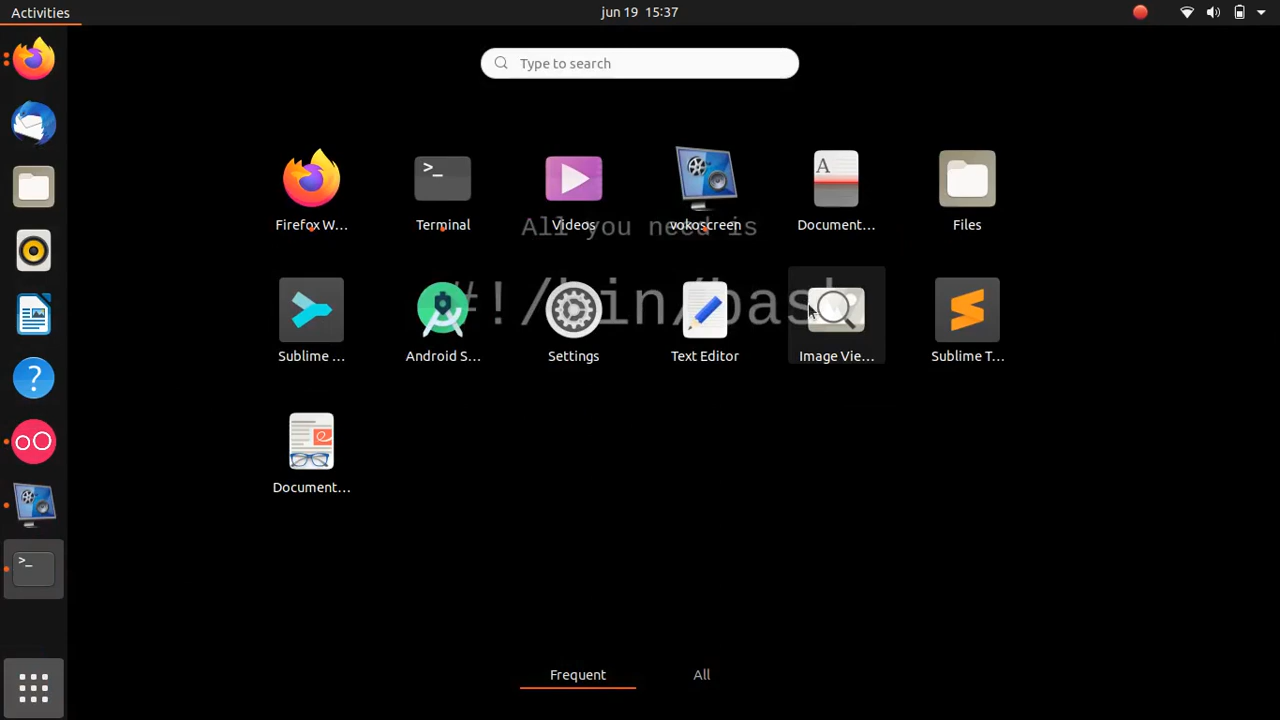 Activities
jun 19 15:37
Type to search
Firefox W...
Terminal
Videos
vokoscreen
Document...
Files
All you need is
#!/bin/bash
Sublime ...
Android S...
Settings
Text Editor
Image Vie...
Sublime T...
Document...
Frequent
All